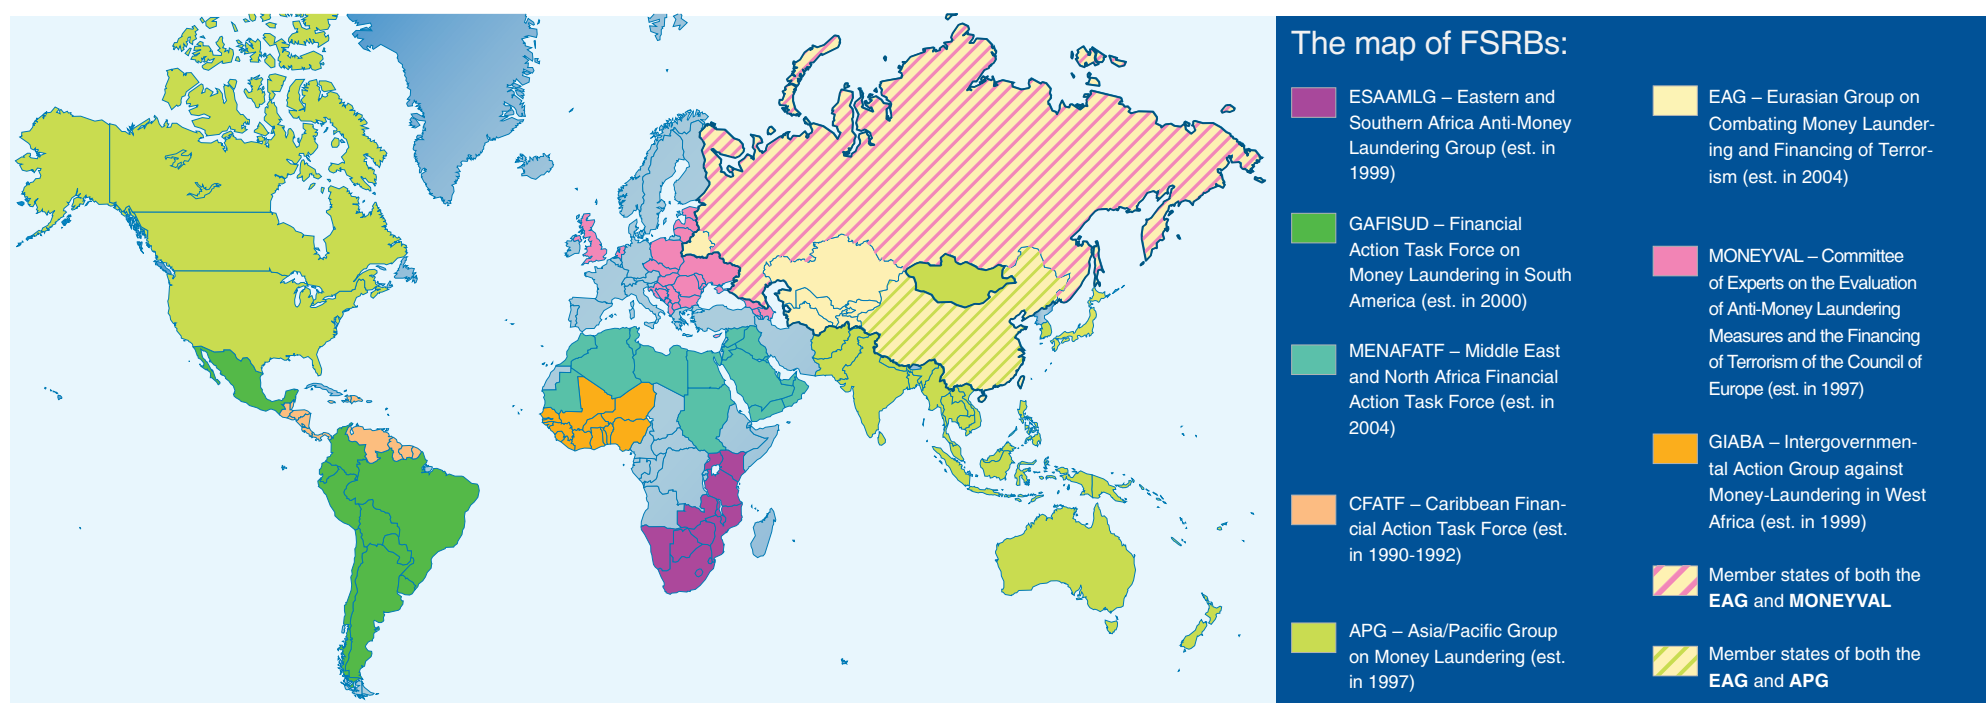 The map of FSRBs:
ESAAMLG – Eastern and
Southern Africa Anti-Money
Laundering Group (est. in
1999)
GAFISUD – Financial
Action Task Force on
Money Laundering in South
America (est. in 2000)
MENAFATF – Middle East
and North Africa Financial
Action Task Force (est. in
2004)
CFATF – Caribbean Finan-
cial Action Task Force (est.
in 1990-1992)
APG – Asia/Pacific Group
on Money Laundering (est.
in 1997)
EAG – Eurasian Group on
Combating Money Launder-
ing and Financing of Terror-
ism (est. in 2004)
MONEYVAL – Committee
of Experts on the Evaluation
of Anti-Money Laundering
Measures and the Financing
of Terrorism of the Council of
Europe (est. in 1997)
GIABA – Intergovernmen-
tal Action Group against
Money-Laundering in West
Africa (est. in 1999)
Member states of both the
EAG and MONEYVAL
Member states of both the
EAG and APG